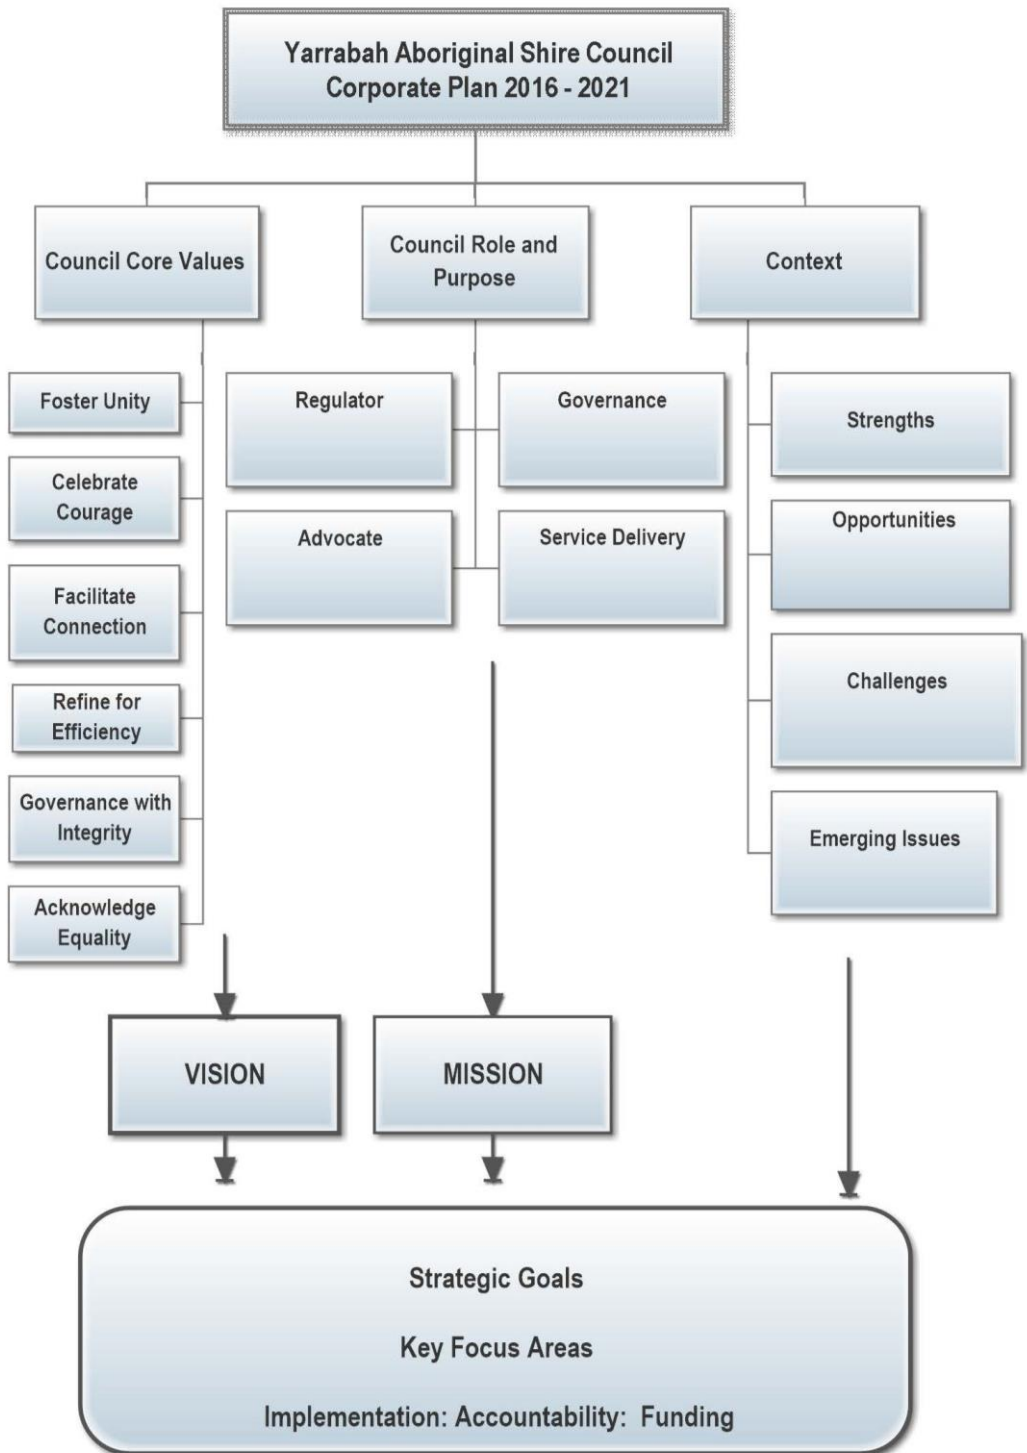 Yarrabah Aboriginal Shire Council
Corporate Plan 2016 - 2021
Council Core Values
Council Role and
Purpose
Context
Foster Unity
Celebrate
Courage
Facilitate
Connection
Refine for
Efficiency
Governance with
Integrity
Acknowledge
Equality
Regulator
Governance
Advocate
Service Delivery
Strengths
Opportunities
Challenges
Emerging Issues
VISION
MISSION
Strategic Goals
Key Focus Areas
Implementation: Accountability: Funding